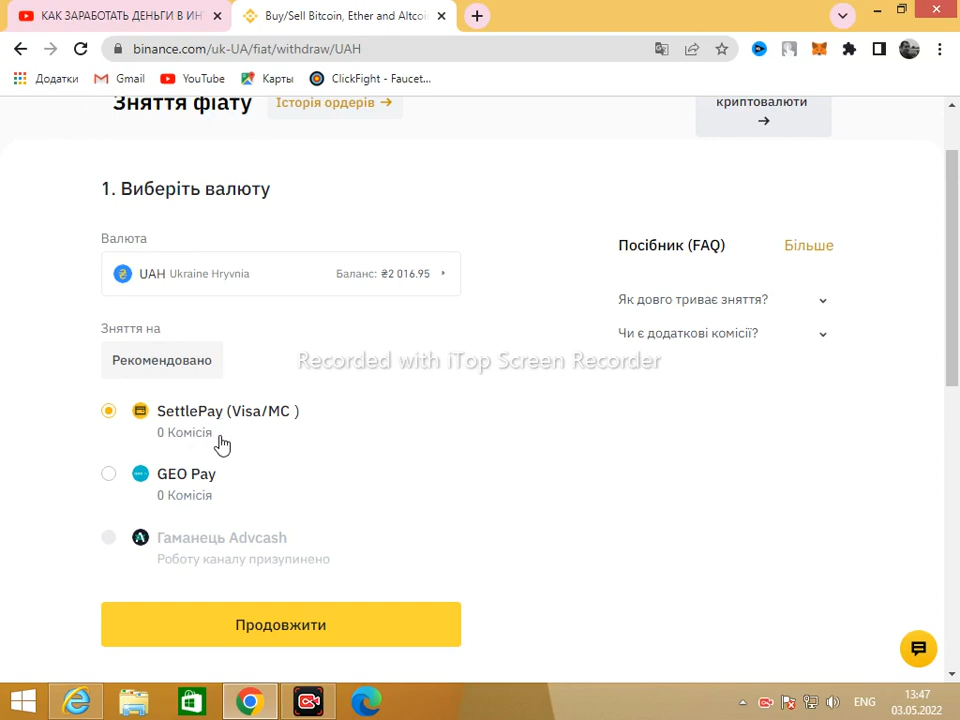 КАК ЗАРАБОТАТЬ ДЕНЬГИ В ИНТ
Buy/Sell Bitcoin, Ether and Altcoi
binance.com/uk-UA/fiat/withdraw/UAH
Додатки
Gmail
YouTube
Карты
ClickFight - Faucet...
Зняття фіату
Історія ордерів →
криптовалюти
→
1. Виберіть валюту
Валюта
UAH Ukraine Hryvnia
Баланс: ₴2 016.95
Посібник (FAQ)
Більше
Як довго триває зняття?
Чи є додаткові комісії?
Зняття на
Рекомендовано
Recorded with iTop Screen Recorder
SettlePay (Visa/MC )
0 Комісія
GEO Pay
0 Комісія
Гаманець Advcash
Роботу каналу призупинено
Продовжити
ENG
13:47
03.05.2022